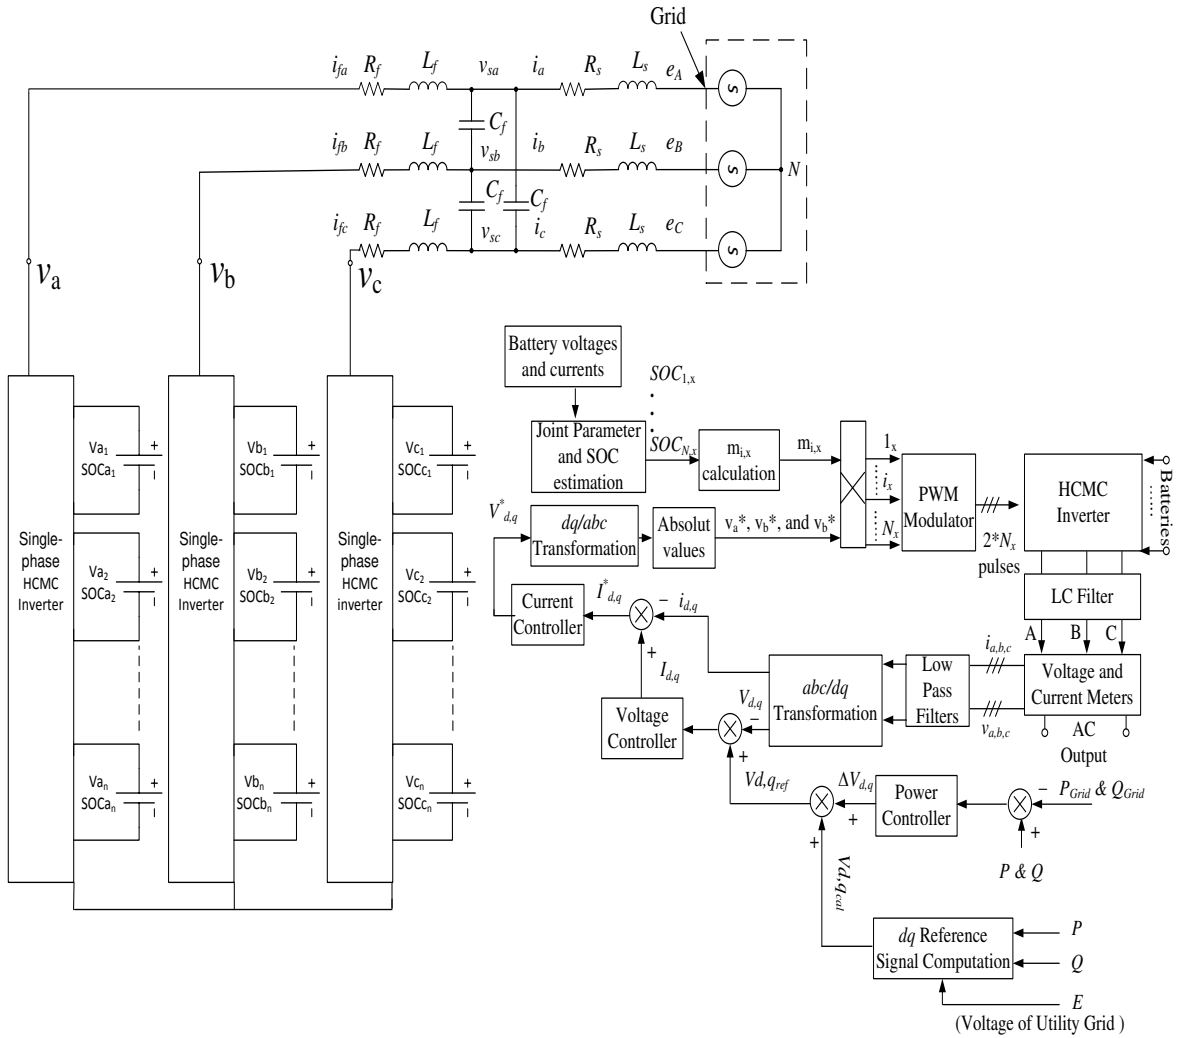 Grid
i_fa R_f L_f v_sa i_a R_s L_s e_A
C_f
i_fb R_f L_f v_sb i_b R_s L_s e_B N
C_f C_f
i_fc R_f L_f v_sc i_c R_s L_s e_C
v_a v_b v_c
S
S
S
Single-
phase
HCMC
Inverter
Va_1 +
SOCa_1 -
Va_2 +
SOCa_2 -
Va_n +
SOCa_n -
Single-
phase
HCMC
Inverter
Vb_1 +
SOCb_1 -
Vb_2 +
SOCb_2 -
Vb_n +
SOCb_n -
Single-
phase
HCMC
inverter
Vc_1 +
SOCc_1 -
Vc_2 +
SOCc_2 -
Vc_n +
SOCc_n -
Battery voltages
and currents
SOC_1,x
SOC_N,x
Joint Parameter
and SOC
estimation
m_i,x
calculation
m_i,x
1_x
i_x
N_x
PWM
Modulator
2*N_x
pulses
HCMC
Inverter
Batteries
V*_d,q
dq/abc
Transformation
Absolut
values
v_a*, v_b*, and v_b*
LC Filter
A B C
Current
Controller
I*_d,q
- i_d,q
+
I_d,q
Voltage
Controller
V_d,q
-
+
abc/dq
Transformation
Low
Pass
Filters
i_a,b,c
v_a,b,c
Voltage and
Current Meters
AC
Output
Vd,q_ref
ΔV_d,q
+
+
Power
Controller
-
P_Grid & Q_Grid
+
P & Q
Vd,q_cal
dq Reference
Signal Computation
P
Q
E
(Voltage of Utility Grid )